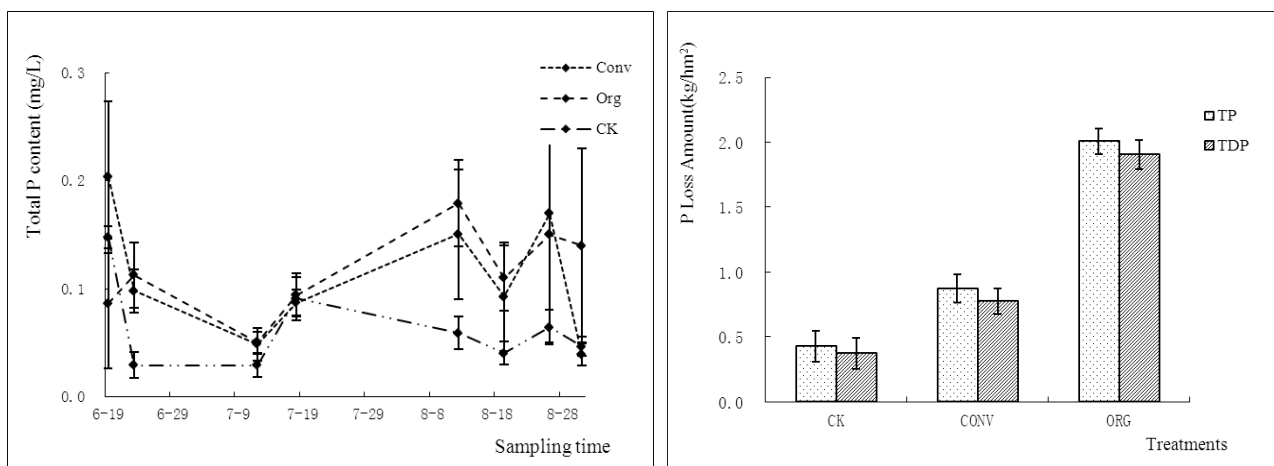 Total P content (mg/L)
0.3
0.2
0.1
0.0
Conv
Org
CK
6-19 6-29 7-9 7-19 7-29 8-8 8-18 8-28
Sampling time
P Loss Amount(kg/hm²)
2.5
2.0
1.5
1.0
0.5
0.0
TP
TDP
CK CONV ORG
Treatments